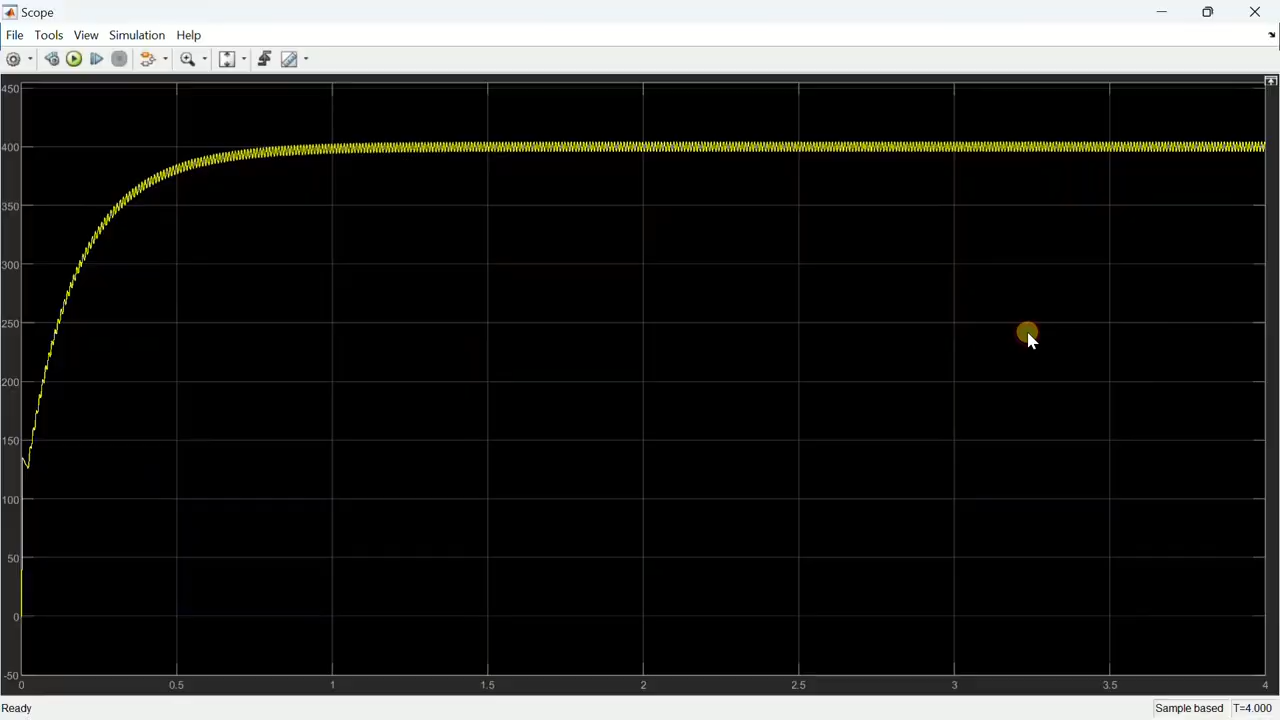 Scope
File Tools View Simulation Help
450
400
350
300
250
200
150
100
50
0
-50
0 0.5 1 1.5 2 2.5 3 3.5 4
Ready Sample based T=4.000